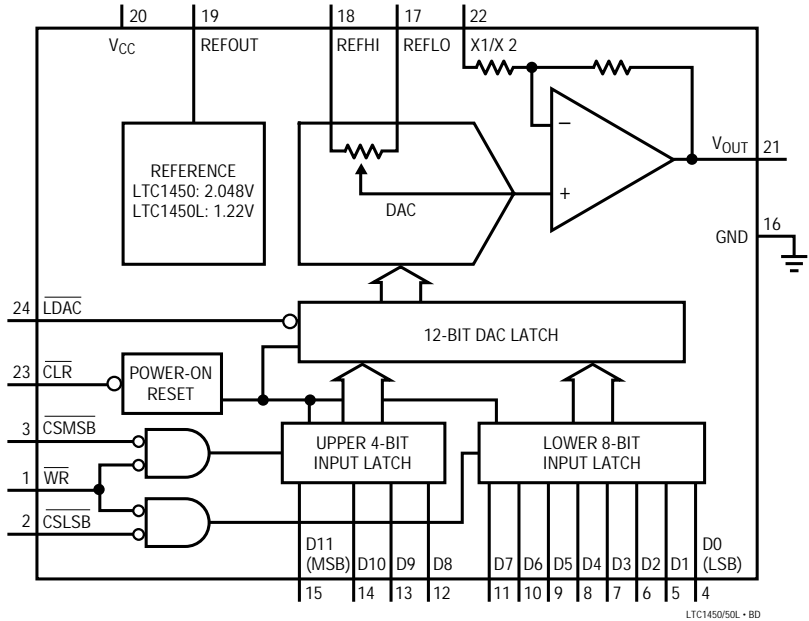 20 19 18 17 22
VCC REFOUT REFHI REFLO X1/X 2
REFERENCE
LTC1450: 2.048V
LTC1450L: 1.22V
DAC
–
+
VOUT 21
16
GND
24 LDAC
12-BIT DAC LATCH
23 CLR
POWER-ON
RESET
3 CSMSB
UPPER 4-BIT
INPUT LATCH
LOWER 8-BIT
INPUT LATCH
1 WR
2 CSLSB
D11
(MSB) D10 D9 D8 D7 D6 D5 D4 D3 D2 D1 D0
(LSB)
15 14 13 12 11 10 9 8 7 6 5 4
LTC1450/50L • BD